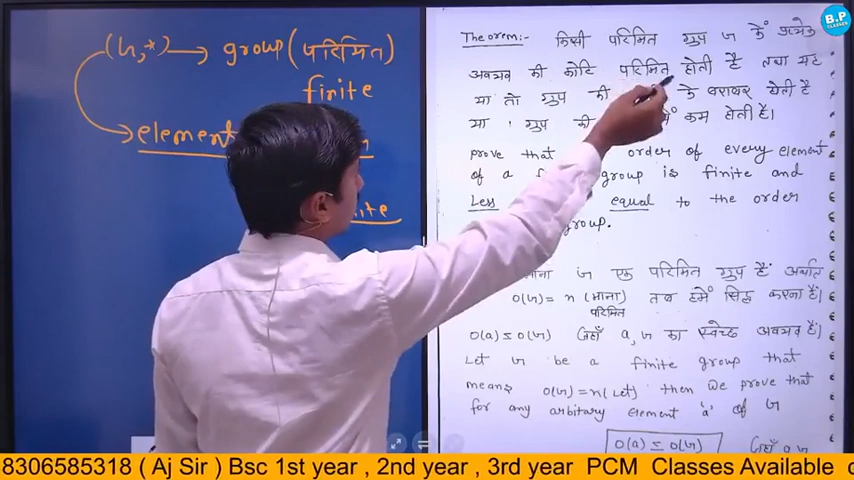 (G,*) → group (परिमित)
finite
element
Theorem:- किसी परिमित ग्रुप G के प्रत्येक
अवयव की कोटि परिमित होती है तथा यह
या तो ग्रुप की के बराबर होती है
या ग्रुप की कम होती है।
prove that order of every element
of a group is finite and
Less equal to the order
group.
माना G एक परिमित ग्रुप है अर्थात
O(G)= n (माना) तब हमें सिद्ध करना है।
परिमित
O(a) ≤ O(G) जहाँ a, G का स्वेच्छ अवयव है।
Let G be a finite group that
means O(G)=n(Let) then we prove that
for any arbitary element 'a' of G
O(a) ≤ O(G) जहाँ a, G
B.P
CLASSES
8306585318 ( Aj Sir ) Bsc 1st year , 2nd year , 3rd year PCM Classes Available